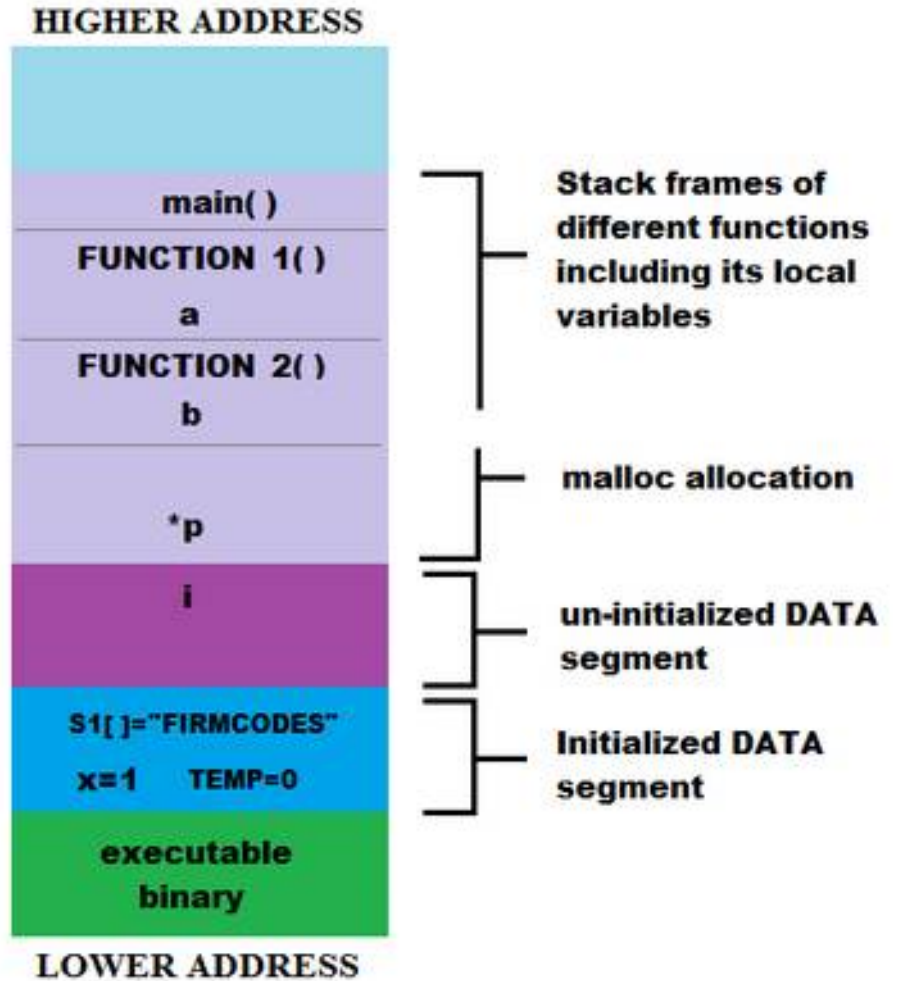 HIGHER ADDRESS
main( )
FUNCTION 1( )
a
FUNCTION 2( )
b
*p
i
S1[ ]="FIRMCODES"
x=1 TEMP=0
executable
binary
LOWER ADDRESS
Stack frames of
different functions
including its local
variables
malloc allocation
un-initialized DATA
segment
Initialized DATA
segment